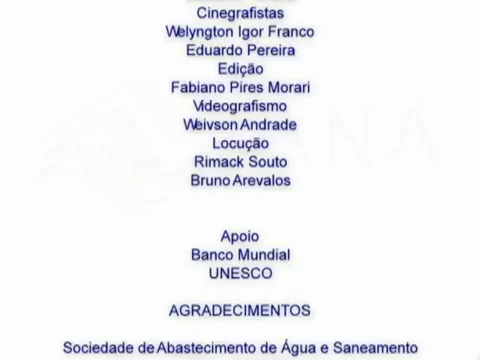 Cinegrafistas
Welyngton Igor Franco
Eduardo Pereira
Edição
Fabiano Pires Morari
Videografismo
Weivson Andrade
Locução
Rimack Souto
Bruno Arevalos
ANA
Apoio
Banco Mundial
UNESCO
AGRADECIMENTOS
Sociedade de Abastecimento de Água e Saneamento